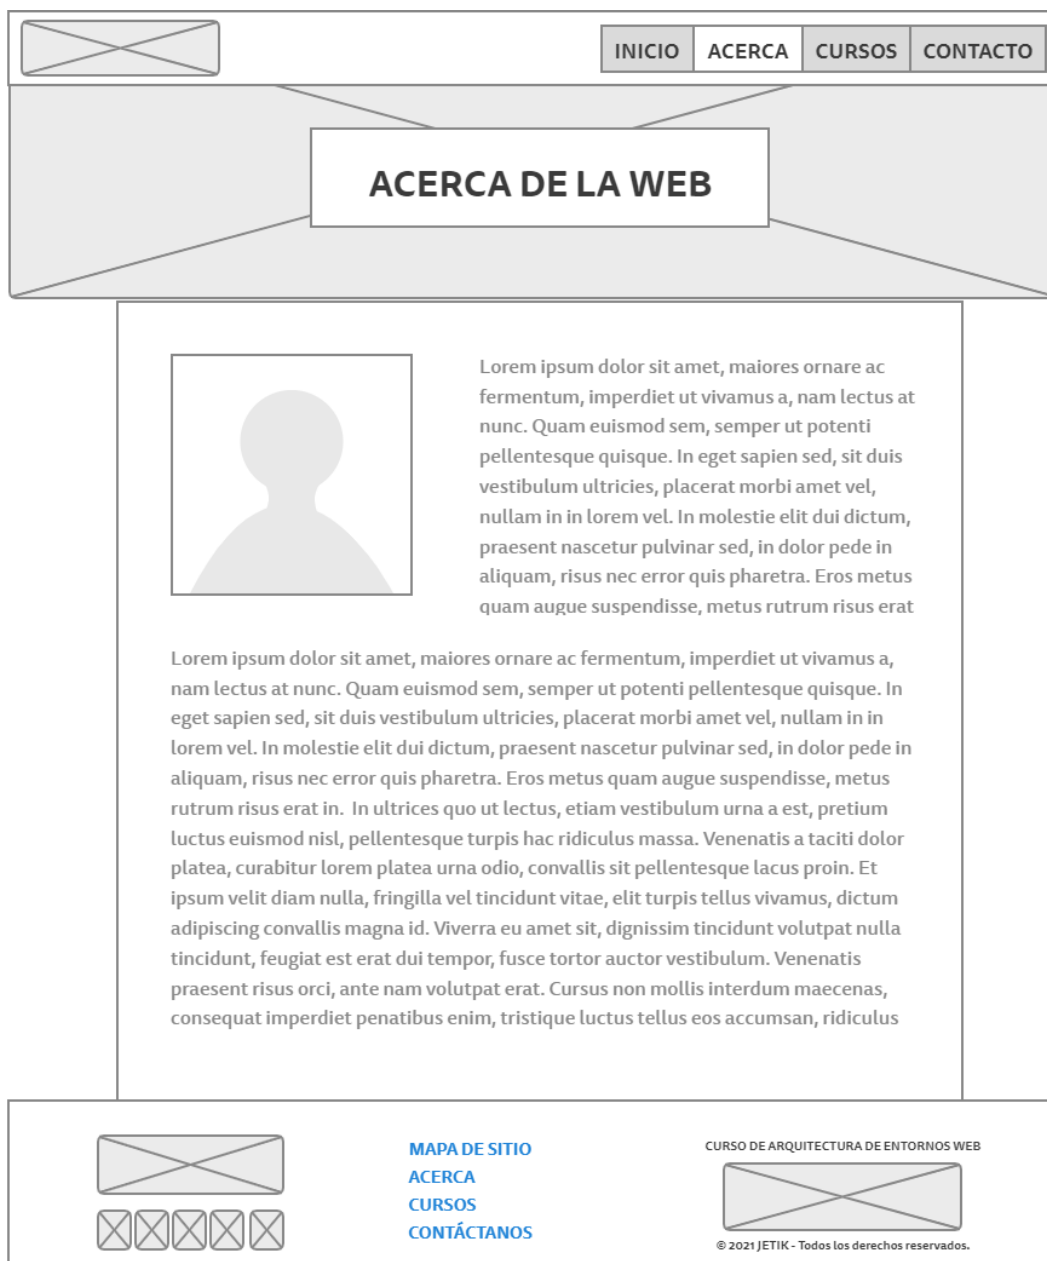 INICIO ACERCA CURSOS CONTACTO
ACERCA DE LA WEB
Lorem ipsum dolor sit amet, maiores ornare ac
fermentum, imperdiet ut vivamus a, nam lectus at
nunc. Quam euismod sem, semper ut potenti
pellentesque quisque. In eget sapien sed, sit duis
vestibulum ultricies, placerat morbi amet vel,
nullam in in lorem vel. In molestie elit dui dictum,
praesent nascetur pulvinar sed, in dolor pede in
aliquam, risus nec error quis pharetra. Eros metus
quam augue suspendisse, metus rutrum risus erat
Lorem ipsum dolor sit amet, maiores ornare ac fermentum, imperdiet ut vivamus a,
nam lectus at nunc. Quam euismod sem, semper ut potenti pellentesque quisque. In
eget sapien sed, sit duis vestibulum ultricies, placerat morbi amet vel, nullam in in
lorem vel. In molestie elit dui dictum, praesent nascetur pulvinar sed, in dolor pede in
aliquam, risus nec error quis pharetra. Eros metus quam augue suspendisse, metus
rutrum risus erat in.  In ultrices quo ut lectus, etiam vestibulum urna a est, pretium
luctus euismod nisl, pellentesque turpis hac ridiculus massa. Venenatis a taciti dolor
platea, curabitur lorem platea urna odio, convallis sit pellentesque lacus proin. Et
ipsum velit diam nulla, fringilla vel tincidunt vitae, elit turpis tellus vivamus, dictum
adipiscing convallis magna id. Viverra eu amet sit, dignissim tincidunt volutpat nulla
tincidunt, feugiat est erat dui tempor, fusce tortor auctor vestibulum. Venenatis
praesent risus orci, ante nam volutpat erat. Cursus non mollis interdum maecenas,
consequat imperdiet penatibus enim, tristique luctus tellus eos accumsan, ridiculus
MAPA DE SITIO
ACERCA
CURSOS
CONTÁCTANOS
CURSO DE ARQUITECTURA DE ENTORNOS WEB
© 2021 JETIK - Todos los derechos reservados.